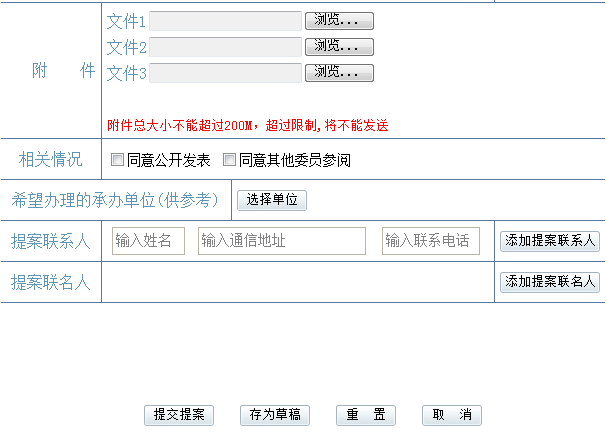 文件1 浏览...
文件2 浏览...
附 件
文件3 浏览...
附件总大小不能超过200M，超过限制,将不能发送
相关情况 同意公开发表 同意其他委员参阅
希望办理的承办单位(供参考) 选择单位
提案联系人 输入姓名 输入通信地址 输入联系电话 添加提案联系人
提案联名人 添加提案联名人
提交提案 存为草稿 重 置 取 消